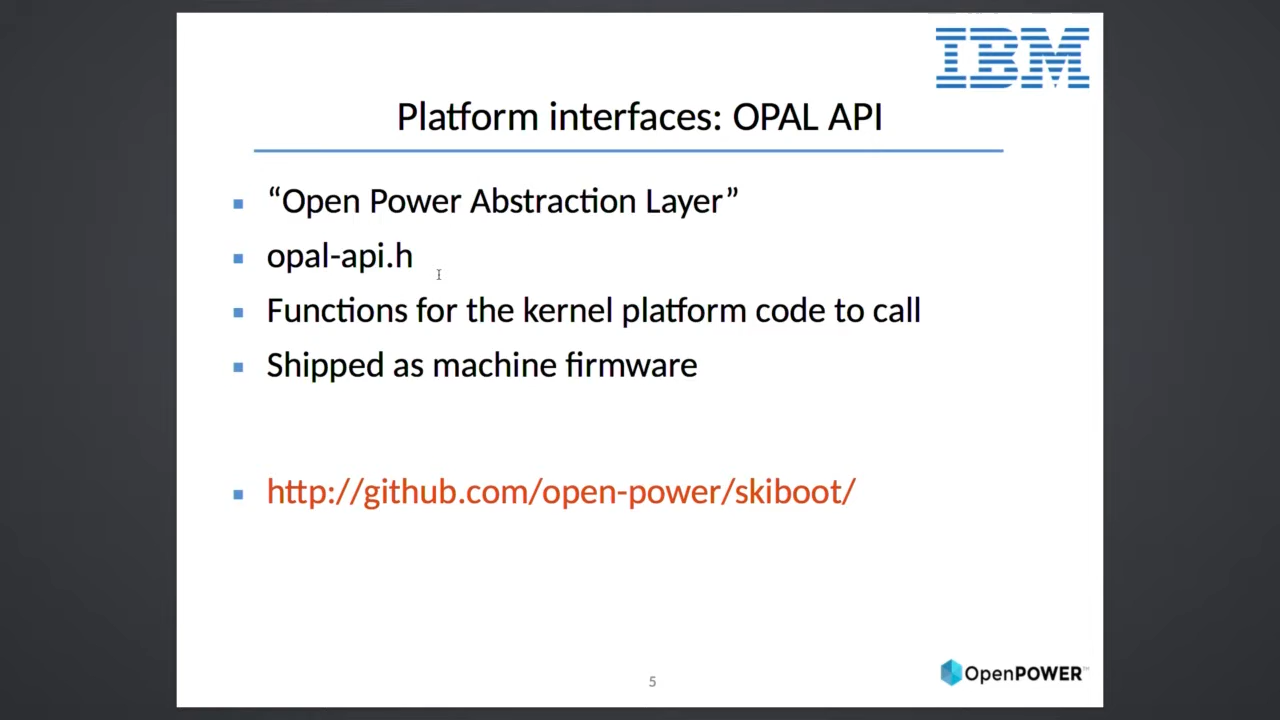 IBM
Platform interfaces: OPAL API
“Open Power Abstraction Layer”
opal-api.h
Functions for the kernel platform code to call
Shipped as machine firmware
http://github.com/open-power/skiboot/
5
OpenPOWER™